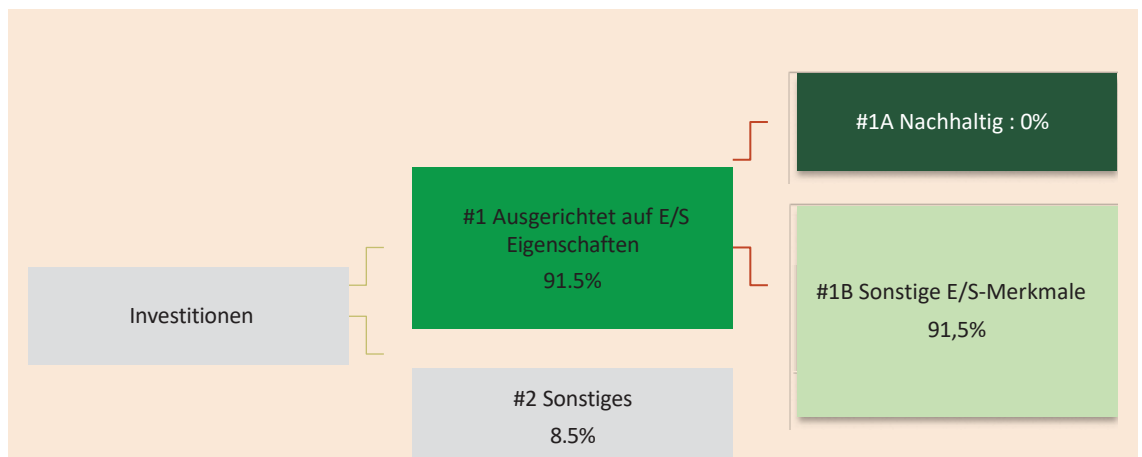 #1A Nachhaltig : 0%
#1 Ausgerichtet auf E/S
Eigenschaften
91.5%
#1B Sonstige E/S-Merkmale
91,5%
Investitionen
#2 Sonstiges
8.5%